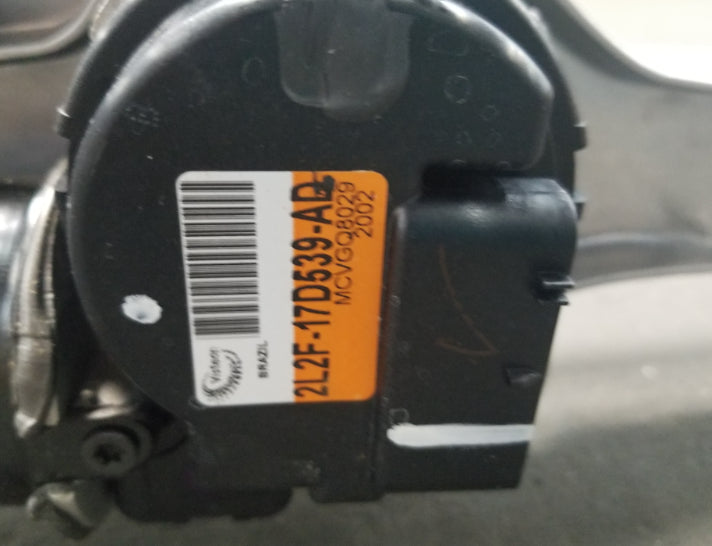 2L2F-17D539-AD
MCVGQ8029
2002
Visteon
BRAZIL